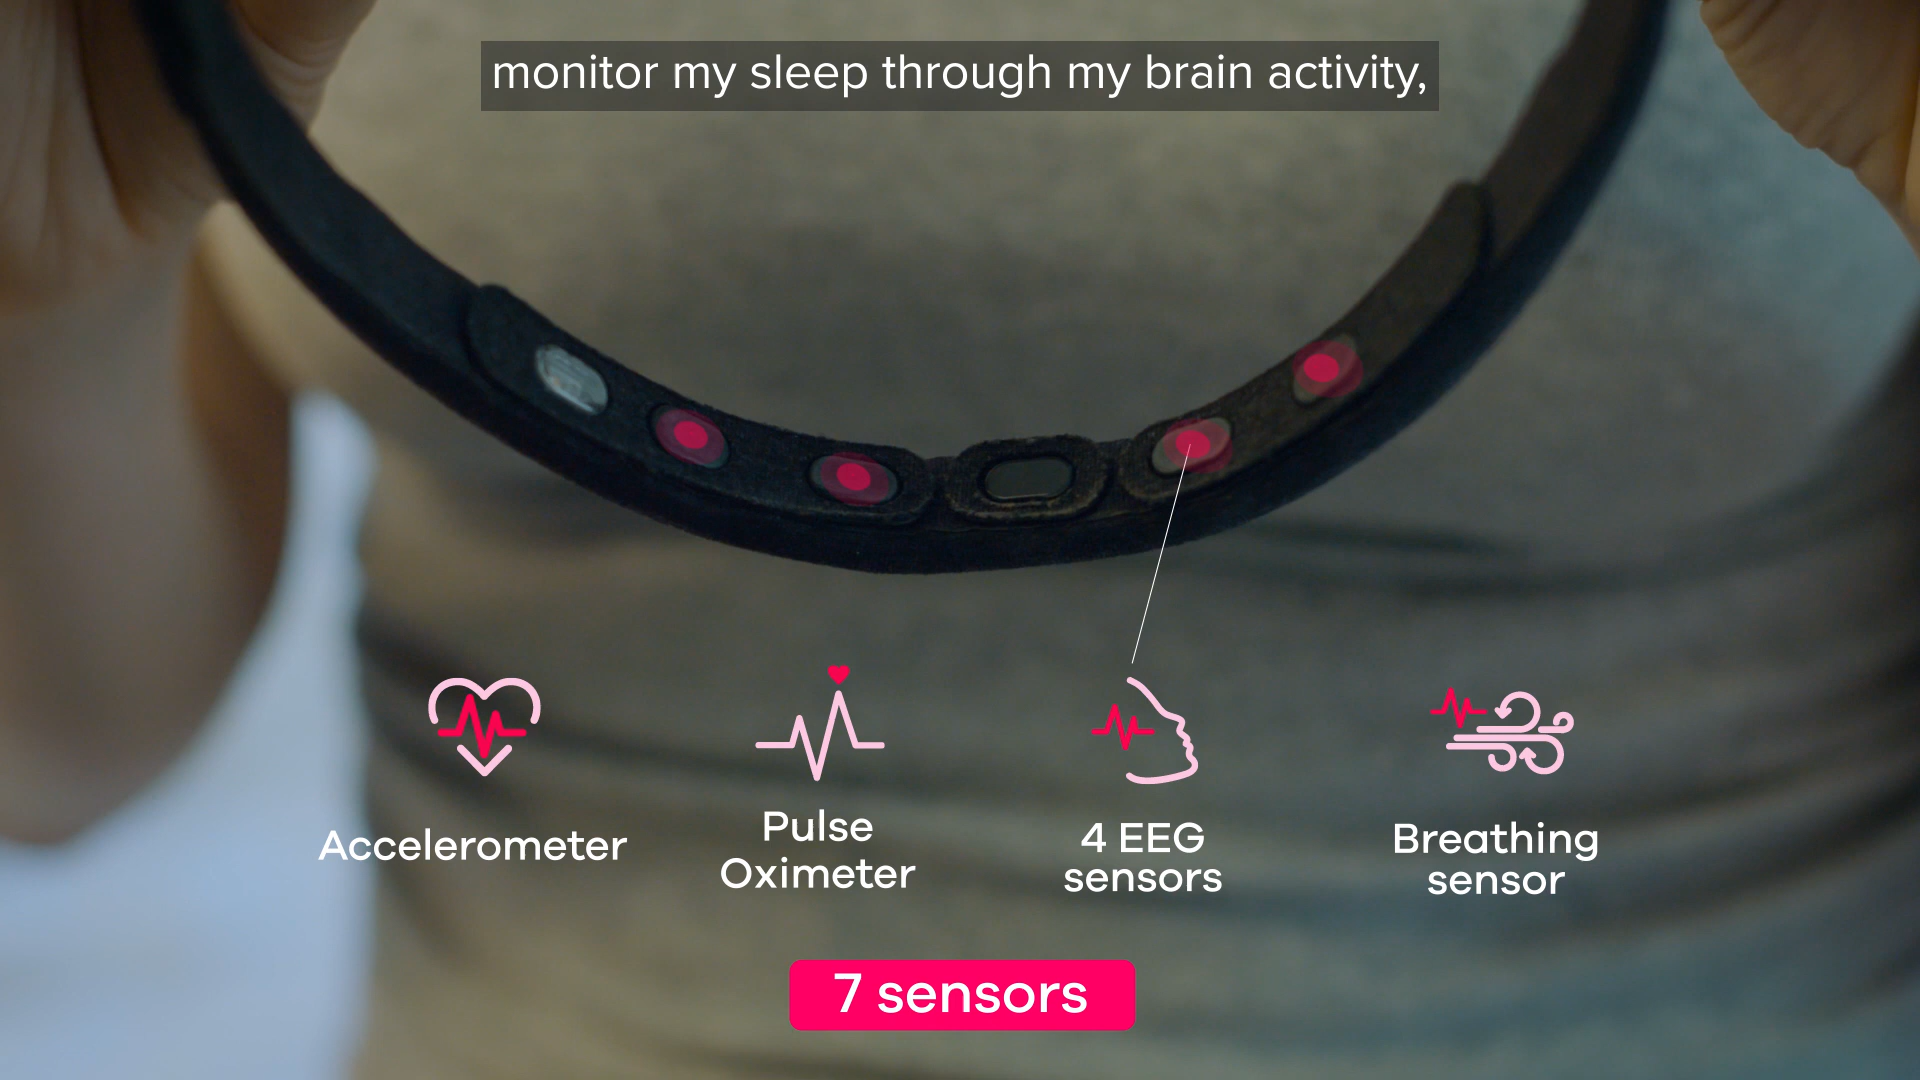 monitor my sleep through my brain activity,
Accelerometer
Pulse
Oximeter
4 EEG
sensors
Breathing
sensor
7 sensors